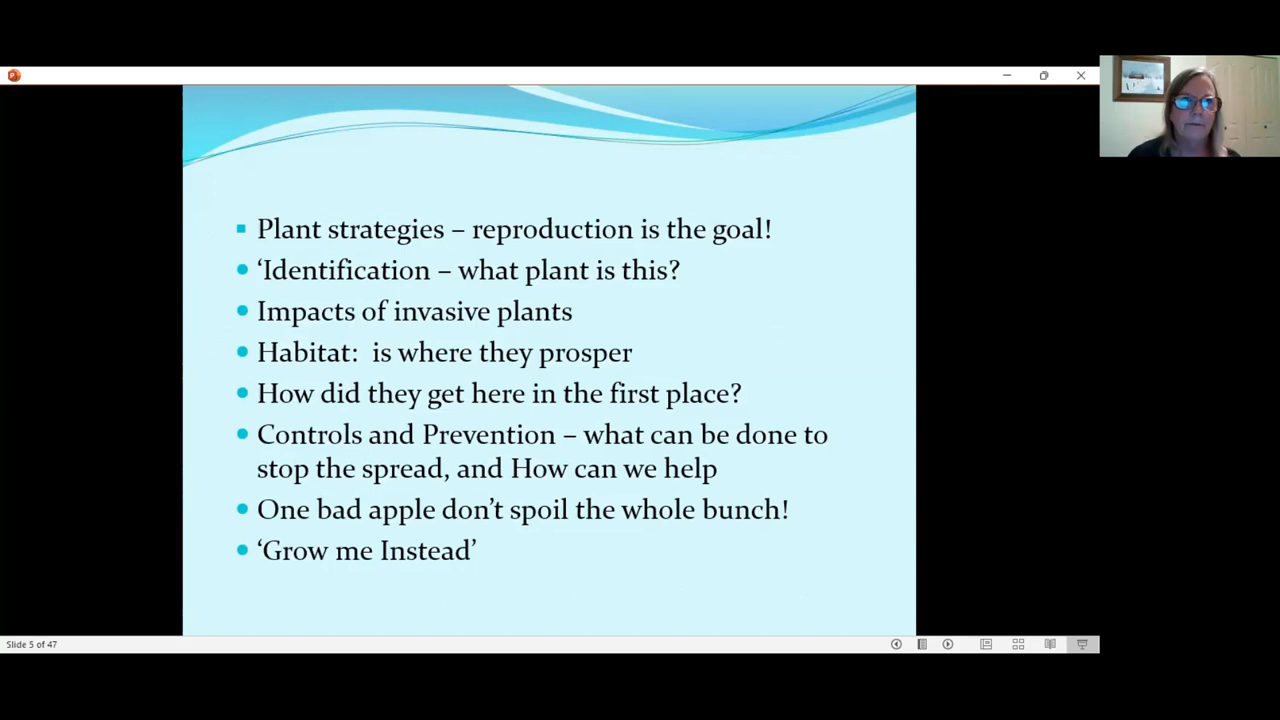 Plant strategies – reproduction is the goal!
‘Identification – what plant is this?
Impacts of invasive plants
Habitat:  is where they prosper
How did they get here in the first place?
Controls and Prevention – what can be done to
stop the spread, and How can we help
One bad apple don’t spoil the whole bunch!
‘Grow me Instead’
Slide 5 of 47